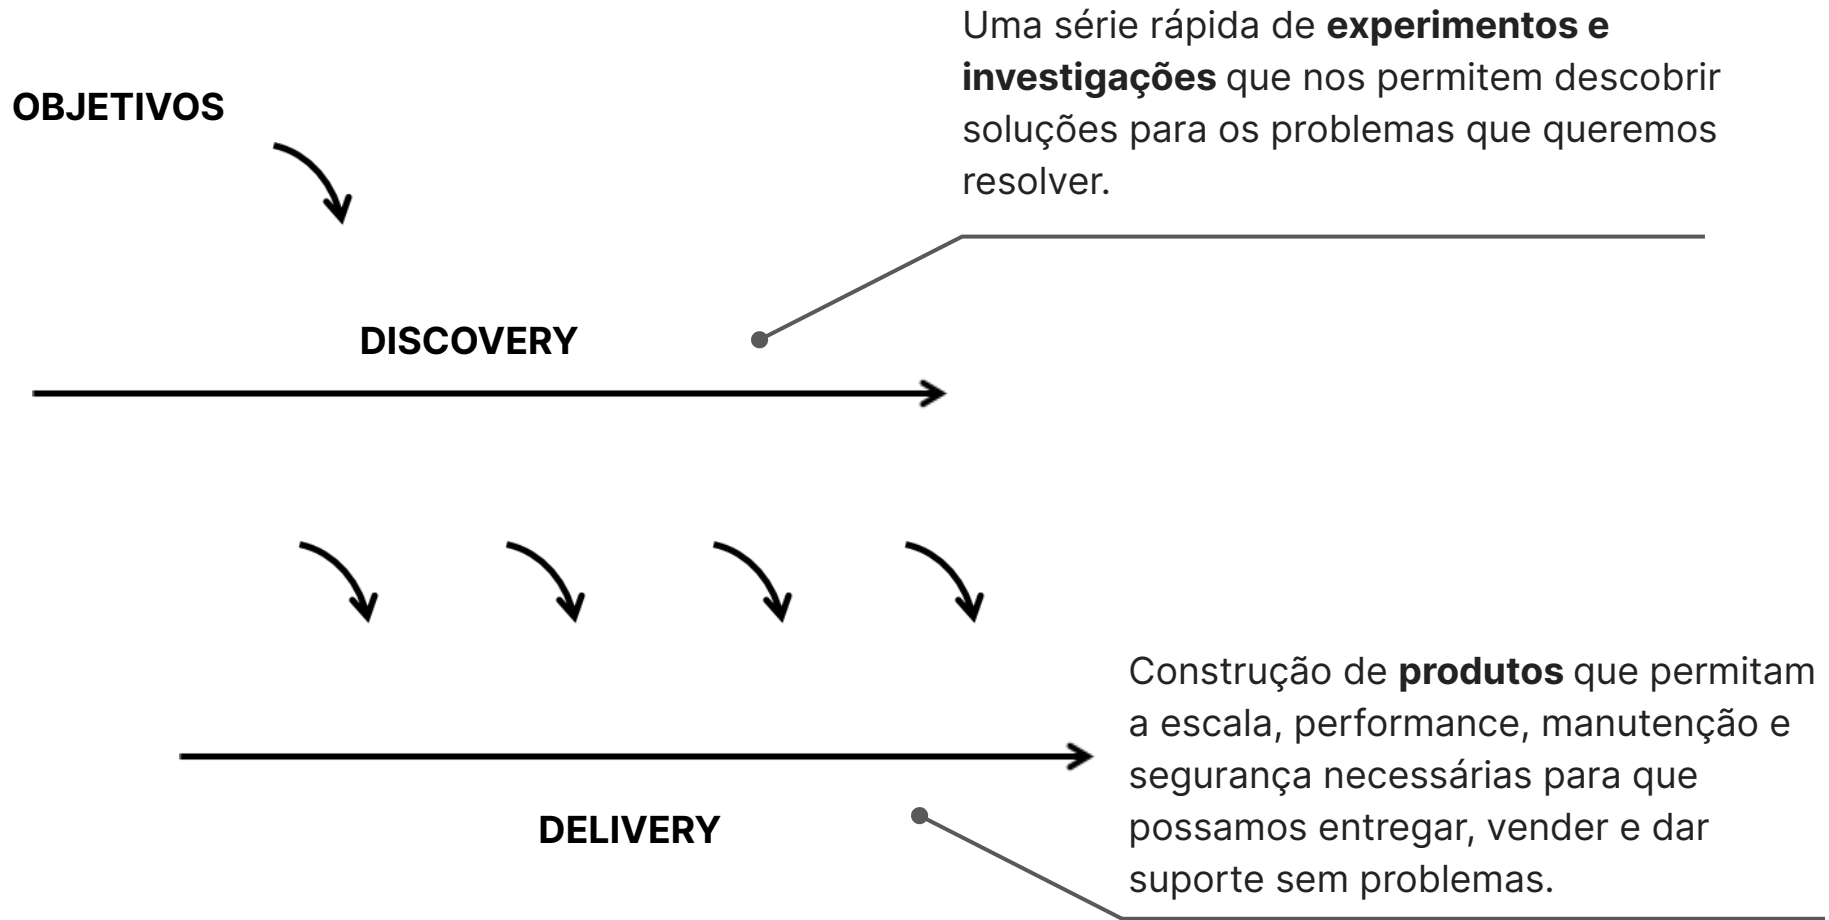 Uma série rápida de experimentos e
investigações que nos permitem descobrir
soluções para os problemas que queremos
resolver.
OBJETIVOS
DISCOVERY
Construção de produtos que permitam
a escala, performance, manutenção e
segurança necessárias para que
possamos entregar, vender e dar
suporte sem problemas.
DELIVERY